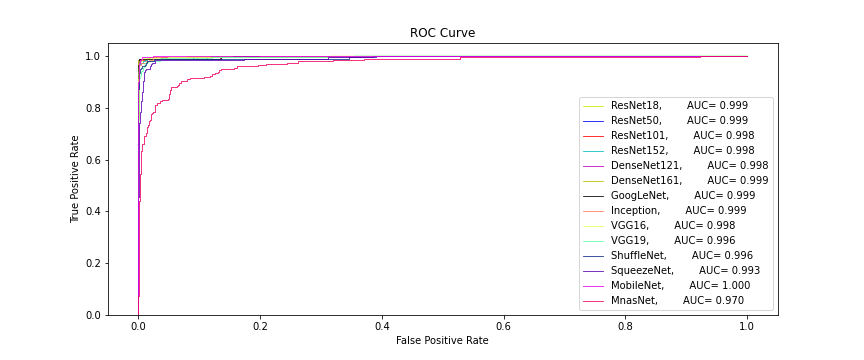 ROC Curve
True Positive Rate
1.0
0.8
0.6
0.4
0.2
0.0
ResNet18, AUC= 0.999
ResNet50, AUC= 0.999
ResNet101, AUC= 0.998
ResNet152, AUC= 0.998
DenseNet121, AUC= 0.998
DenseNet161, AUC= 0.999
GoogLeNet, AUC= 0.999
Inception, AUC= 0.999
VGG16, AUC= 0.998
VGG19, AUC= 0.996
ShuffleNet, AUC= 0.996
SqueezeNet, AUC= 0.993
MobileNet, AUC= 1.000
MnasNet, AUC= 0.970
0.0 0.2 0.4 0.6 0.8 1.0
False Positive Rate